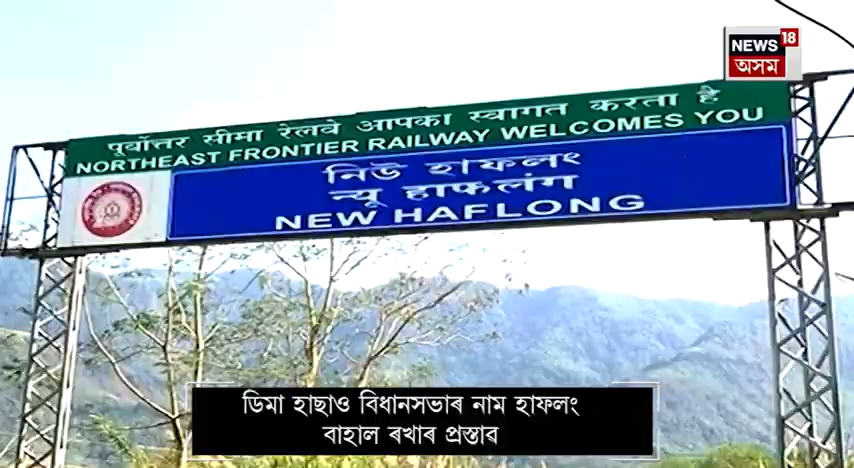 NEWS 18
অসম
पूर्वोत्तर सीमा रेलवे आपका स्वागत करता है
NORTHEAST FRONTIER RAILWAY WELCOMES YOU
নিউ হাফলং
न्यू हाफलंग
NEW HAFLONG
ডিমা হাছাও বিধানসভাৰ নাম হাফলং
বাহাল ৰখাৰ প্ৰস্তাৱ